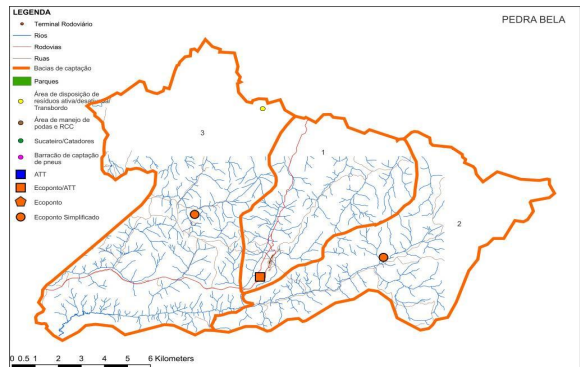 LEGENDA
PEDRA BELA
Terminal Rodoviário
Rios
Rodovias
Ruas
Bacias de captação
Parques
Área de disposição de
resíduos ativa/desativada/
Transbordo
Área de manejo de
podas e RCC
Sucateiro/Catadores
Barracão de captação
de pneus
ATT
Ecoponto/ATT
Ecoponto
Ecoponto Simplificado
3
1
2
0 0.5 1 2 3 4 5 6 Kilometers